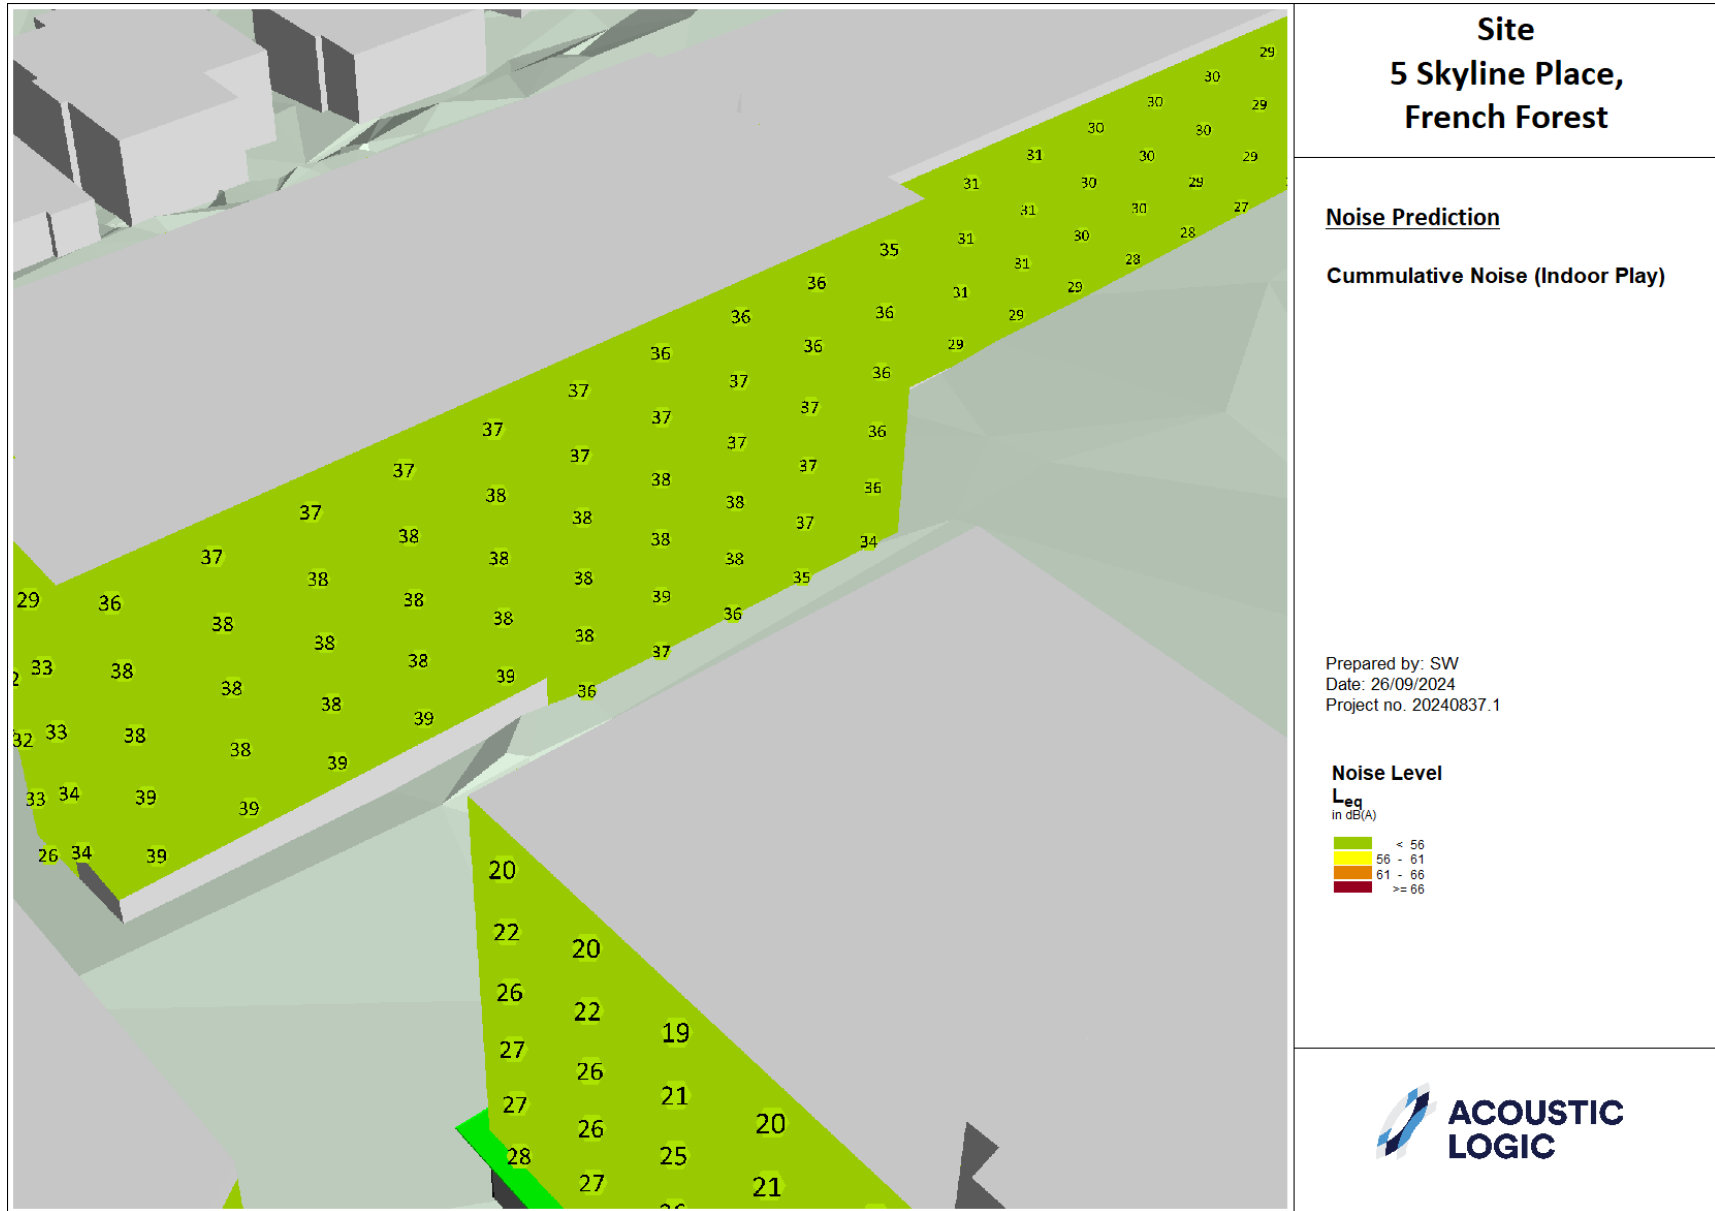 Site
5 Skyline Place,
French Forest
Noise Prediction
Cummulative Noise (Indoor Play)
Prepared by: SW
Date: 26/09/2024
Project no. 20240837.1
Noise Level
Leq
in dB(A)
< 56
56 - 61
61 - 66
>= 66
ACOUSTIC
LOGIC
29
30
30 29
30 30
31 30 29
31 30 29
31 30 27
35 31 30 28
36 31 28
36 36 31 29
36 36 29 29
37 37 36
37 37 37 36
37 37 37 37
37 38 38 38 36
37 38 38 38 37 34
37 38 38 38 38 35
29 36 38 38 38 39 36
33 38 38 38 38 37
38 38 39 36
32 33 38 38 39
33 34 39 39 39
26 34 39
20
22 20
26 22 19
27 26 21
27 26 20
28 27 25 21